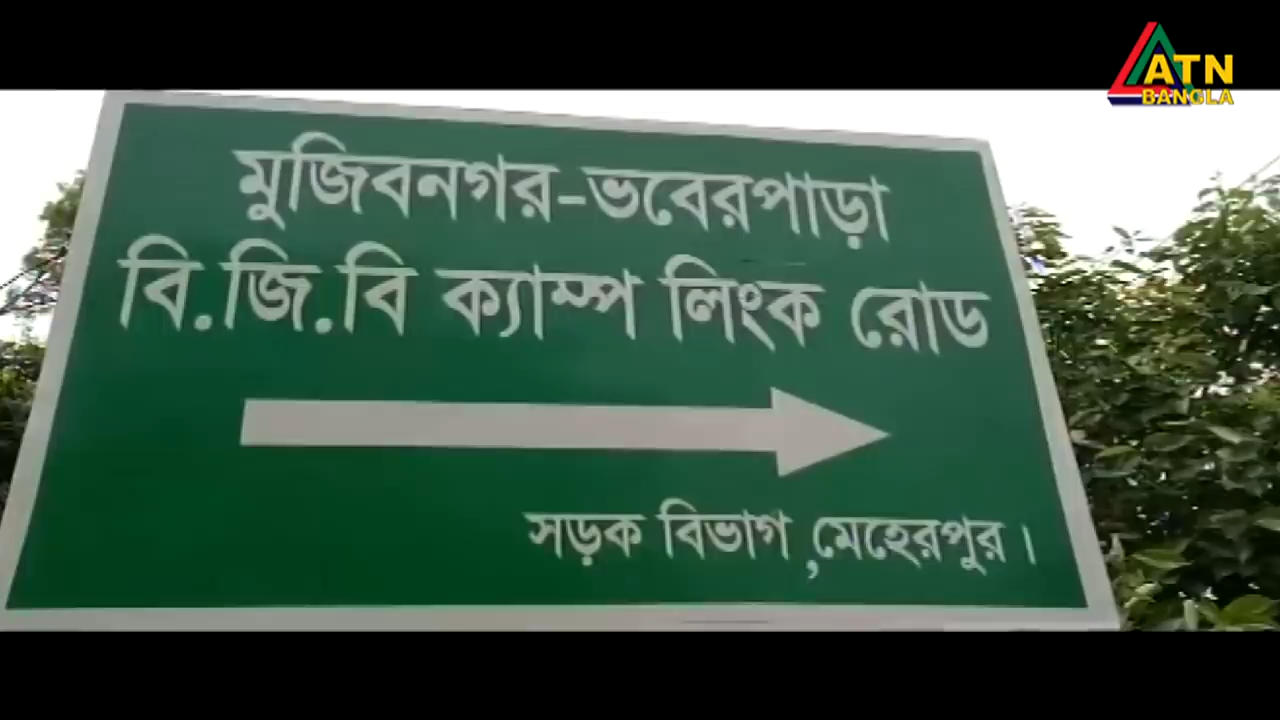 ATN
BANGLA
মুজিবনগর-ভবেরপাড়া
বি.জি.বি ক্যাম্প লিংক রোড
সড়ক বিভাগ ,মেহেরপুর।